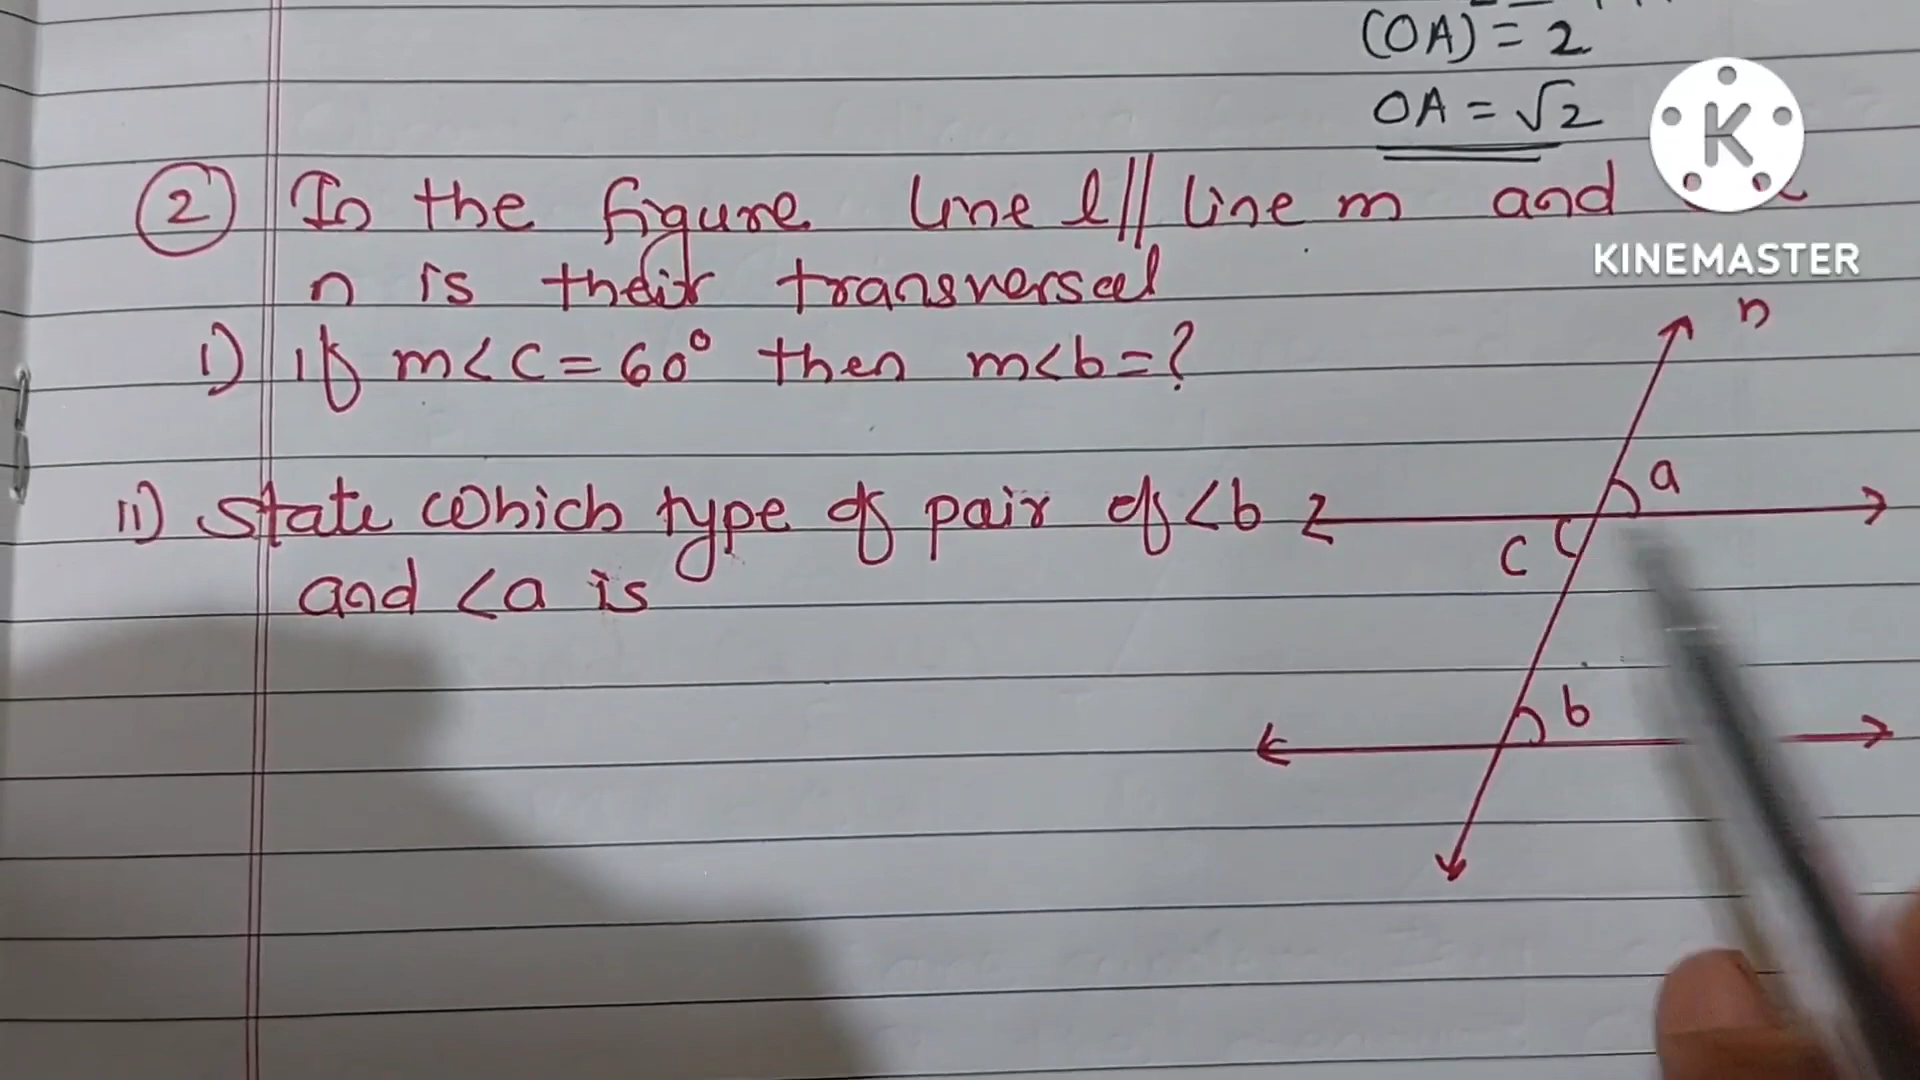 (OA) = 2
OA = √2
K
KINEMASTER
② In the figure line l || line m and
n is their transversal
i) if m<c = 60° then m<b = ?
ii) state which type of pair of <b
and <a is
n
a
c
b